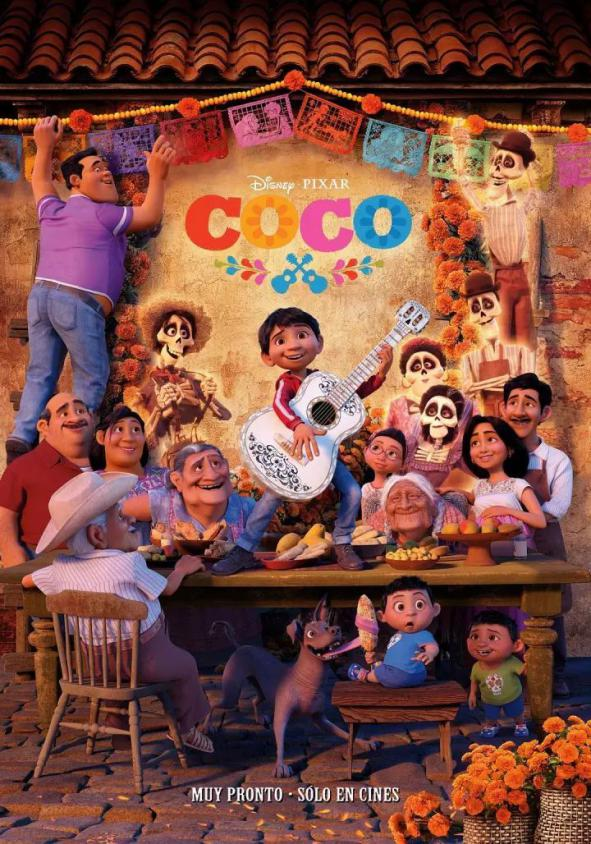 DISNEY · PIXAR
COCO
MUY PRONTO · SÓLO EN CINES